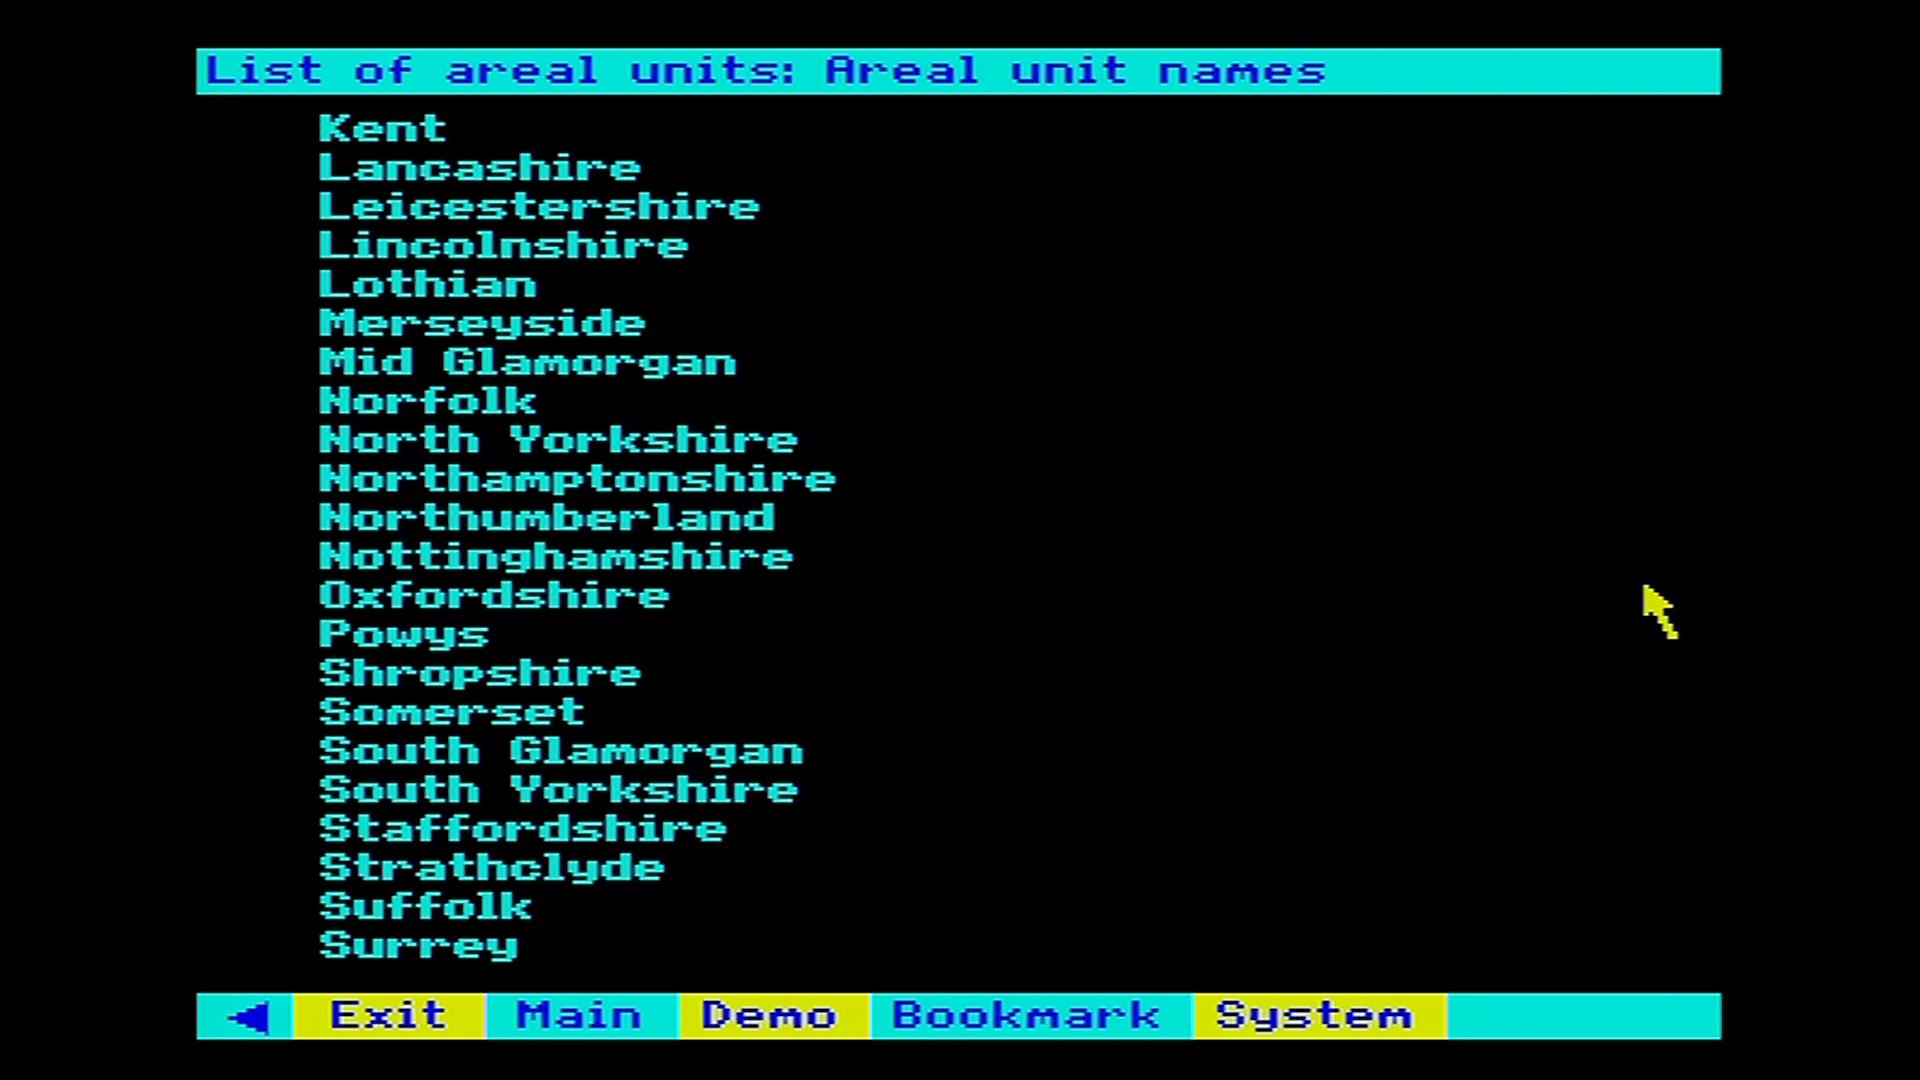 List of areal units: Areal unit names
Kent
Lancashire
Leicestershire
Lincolnshire
Lothian
Merseyside
Mid Glamorgan
Norfolk
North Yorkshire
Northamptonshire
Northumberland
Nottinghamshire
Oxfordshire
Powys
Shropshire
Somerset
South Glamorgan
South Yorkshire
Staffordshire
Strathclyde
Suffolk
Surrey
Exit Main Demo Bookmark System